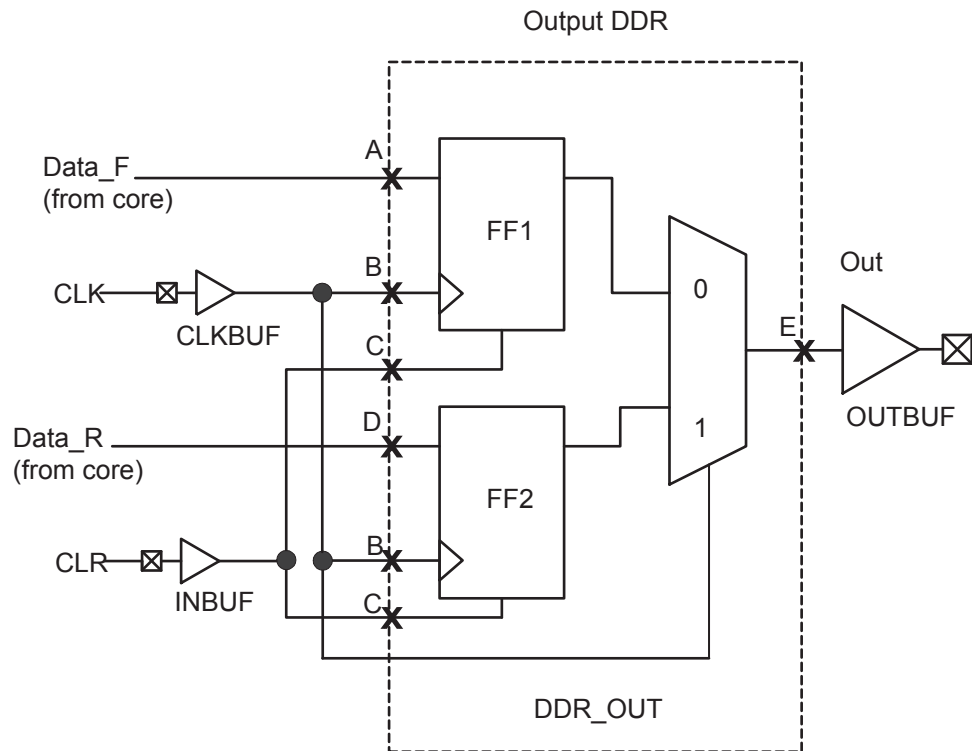 Output DDR
A
Data_F
(from core)
FF1
B
CLK
CLKBUF
C
0
Out
E
OUTBUF
D
Data_R
(from core)
1
FF2
B
CLR
INBUF
C
DDR_OUT